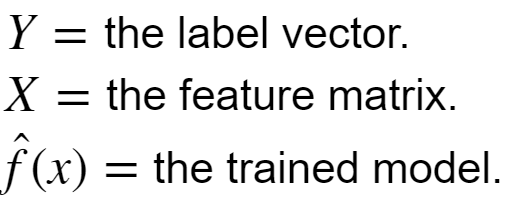 Y = the label vector.
X = the feature matrix.
f̂(x) = the trained model.